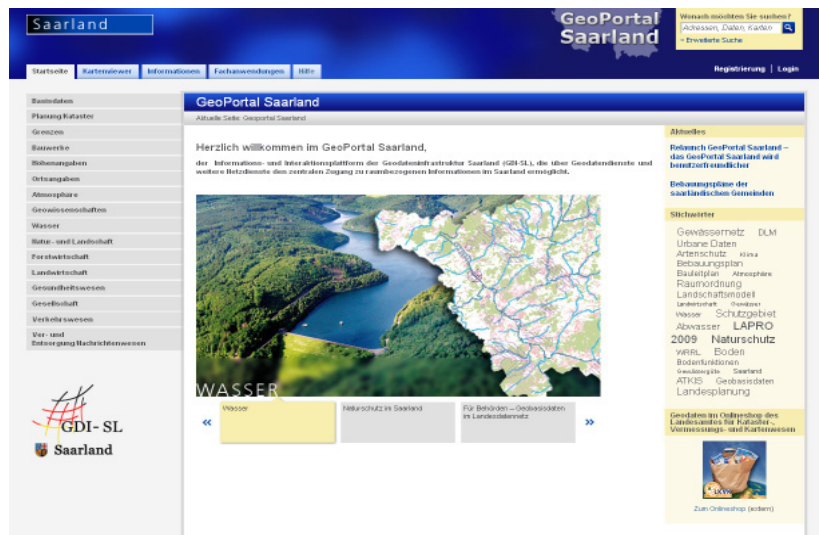 Saarland
GeoPortal
Saarland
Wonach möchten Sie suchen?
Adressen, Daten, Karten
» Erweiterte Suche
Startseite Kartenviewer Informationen Fachanwendungen Hilfe
Registrierung | Login
Basisdaten
Planung/Kataster
Grenzen
Bauwerke
Höhenangaben
Ortsangaben
Atmosphäre
Geowissenschaften
Wasser
Natur- und Landschaft
Forstwirtschaft
Landwirtschaft
Gesundheitswesen
Gesellschaft
Verkehrswesen
Ver- und
Entsorgung/Nachrichtenwesen
GDI-SL
Saarland
GeoPortal Saarland
Aktuelle Seite: Geoportal Saarland
Herzlich willkommen im GeoPortal Saarland,
der Informations- und Interaktionsplattform der Geodateninfrastruktur Saarland (GDI-SL), die über Geodatendienste und
weitere Netzdienste den zentralen Zugang zu raumbezogenen Informationen im Saarland ermöglicht.
WASSER
«
Wasser
Naturschutz im Saarland
Für Behörden – Geobasisdaten
im Landesdatennetz
»
Aktuelles
Relaunch GeoPortal Saarland –
das GeoPortal Saarland wird
benutzerfreundlicher
Bebauungspläne der
saarländischen Gemeinden
Stichwörter
Gewässernetz DLM
Urbane Daten
Artenschutz Klima
Bebauungsplan
Bauleitplan Atmosphäre
Raumordnung
Landschaftsmodell
Landwirtschaft Gewässer
Wasser Schutzgebiet
Abwasser LAPRO
2009 Naturschutz
WRRL Boden
Bodenfunktionen
Gewässergüte Saarland
ATKIS Geobasisdaten
Landesplanung
Geodaten im Onlineshop des
Landesamtes für Kataster-,
Vermessungs- und Kartenwesen
LKVK
Zum Onlineshop (extern)